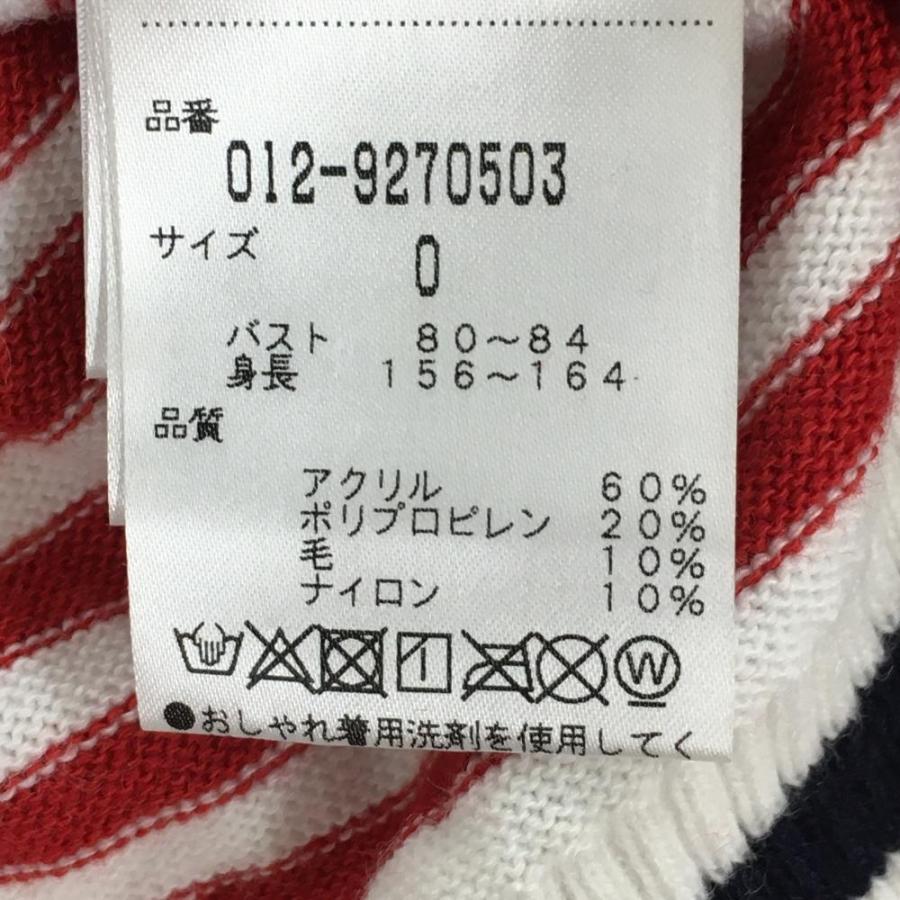 品番
012-9270503
サイズ
0
バスト 80~84
身長 156~164
品質
アクリル 60%
ポリプロピレン 20%
毛 10%
ナイロン 10%
W
●おしゃれ着用洗剤を使用してく